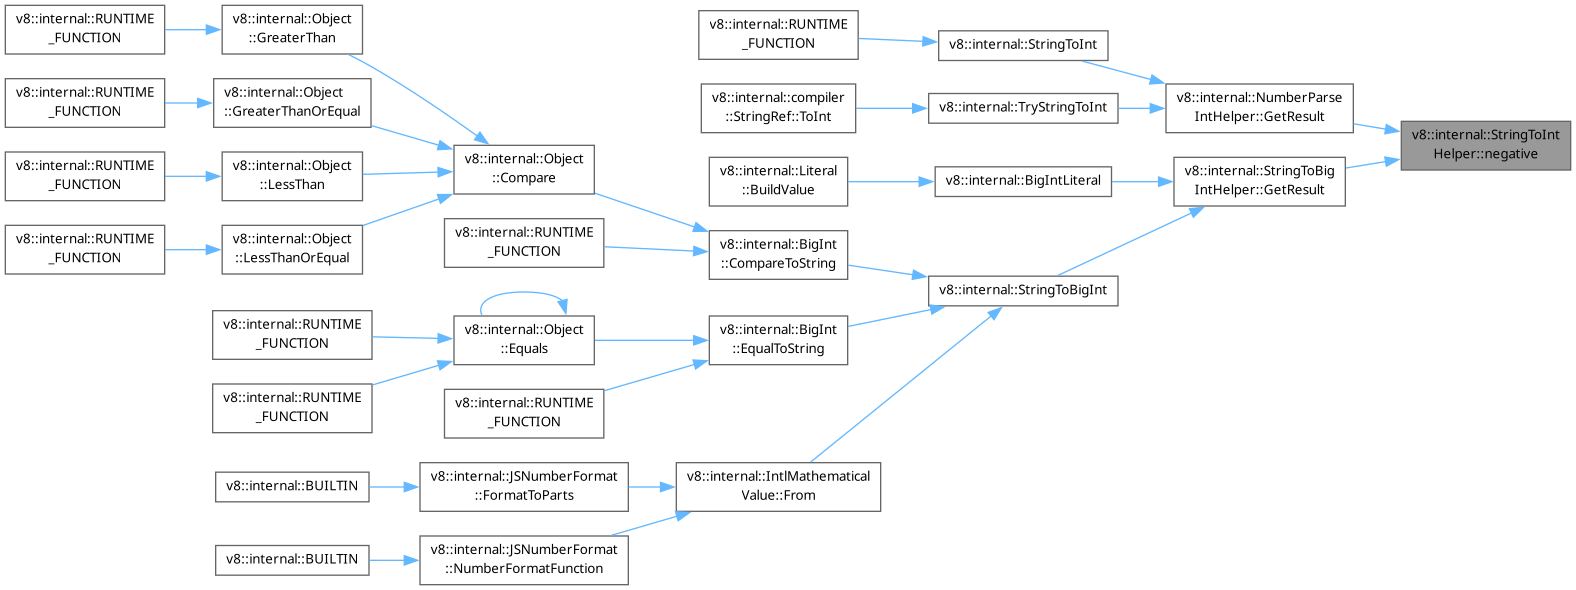 v8::internal::RUNTIME
_FUNCTION
v8::internal::Object
::GreaterThan
v8::internal::RUNTIME
_FUNCTION
v8::internal::Object
::GreaterThanOrEqual
v8::internal::RUNTIME
_FUNCTION
v8::internal::Object
::LessThan
v8::internal::RUNTIME
_FUNCTION
v8::internal::Object
::LessThanOrEqual
v8::internal::Object
::Compare
v8::internal::RUNTIME
_FUNCTION
v8::internal::RUNTIME
_FUNCTION
v8::internal::RUNTIME
_FUNCTION
v8::internal::Object
::Equals
v8::internal::RUNTIME
_FUNCTION
v8::internal::BUILTIN
v8::internal::JSNumberFormat
::FormatToParts
v8::internal::BUILTIN
v8::internal::JSNumberFormat
::NumberFormatFunction
v8::internal::RUNTIME
_FUNCTION
v8::internal::StringToInt
v8::internal::compiler
::StringRef::ToInt
v8::internal::TryStringToInt
v8::internal::NumberParse
IntHelper::GetResult
v8::internal::Literal
::BuildValue
v8::internal::BigIntLiteral
v8::internal::StringToBig
IntHelper::GetResult
v8::internal::StringToInt
Helper::negative
v8::internal::BigInt
::CompareToString
v8::internal::StringToBigInt
v8::internal::BigInt
::EqualToString
v8::internal::IntlMathematical
Value::From